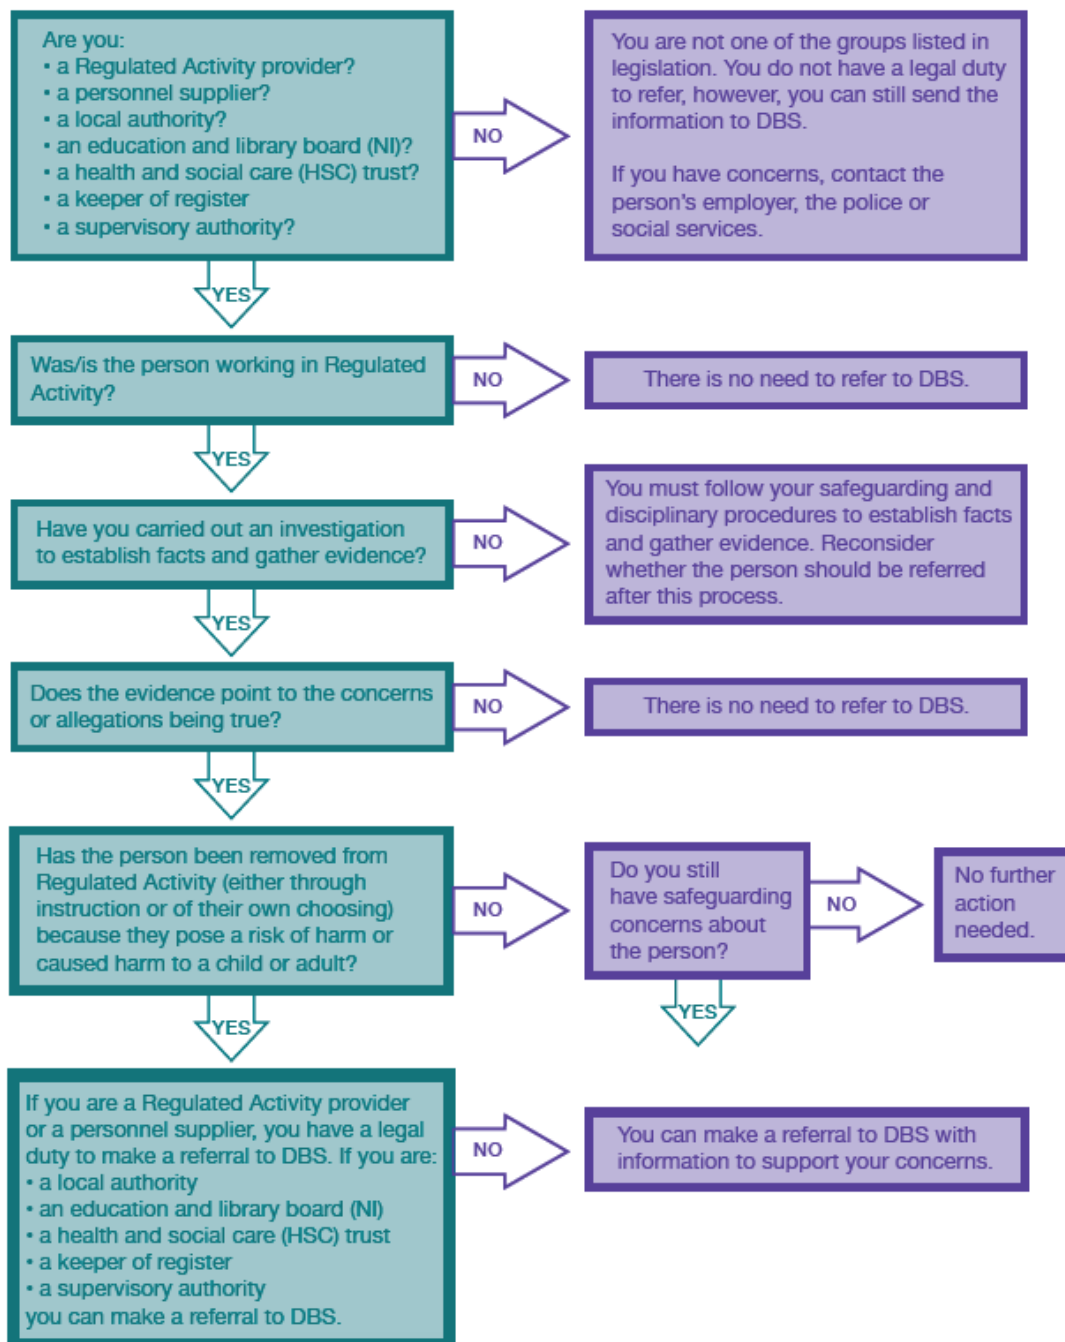 Are you:
• a Regulated Activity provider?
• a personnel supplier?
• a local authority?
• an education and library board (NI)?
• a health and social care (HSC) trust?
• a keeper of register
• a supervisory authority?
NO
You are not one of the groups listed in
legislation. You do not have a legal duty
to refer, however, you can still send the
information to DBS.
If you have concerns, contact the
person's employer, the police or
social services.
YES
Was/is the person working in Regulated
Activity?
NO
There is no need to refer to DBS.
YES
Have you carried out an investigation
to establish facts and gather evidence?
NO
You must follow your safeguarding and
disciplinary procedures to establish facts
and gather evidence. Reconsider
whether the person should be referred
after this process.
YES
Does the evidence point to the concerns
or allegations being true?
NO
There is no need to refer to DBS.
YES
Has the person been removed from
Regulated Activity (either through
instruction or of their own choosing)
because they pose a risk of harm or
caused harm to a child or adult?
NO
Do you still
have safeguarding
concerns about
the person?
NO
No further
action
needed.
YES
YES
If you are a Regulated Activity provider
or a personnel supplier, you have a legal
duty to make a referral to DBS. If you are:
• a local authority
• an education and library board (NI)
• a health and social care (HSC) trust
• a keeper of register
• a supervisory authority
you can make a referral to DBS.
NO
You can make a referral to DBS with
information to support your concerns.